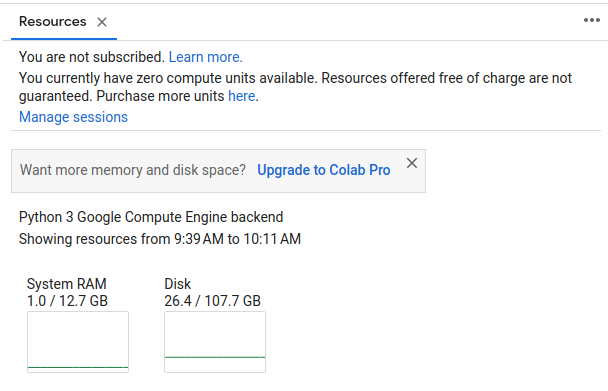 Resources
You are not subscribed. Learn more.
You currently have zero compute units available. Resources offered free of charge are not
guaranteed. Purchase more units here.
Manage sessions
Want more memory and disk space? Upgrade to Colab Pro
Python 3 Google Compute Engine backend
Showing resources from 9:39 AM to 10:11 AM
System RAM Disk
1.0 / 12.7 GB 26.4 / 107.7 GB